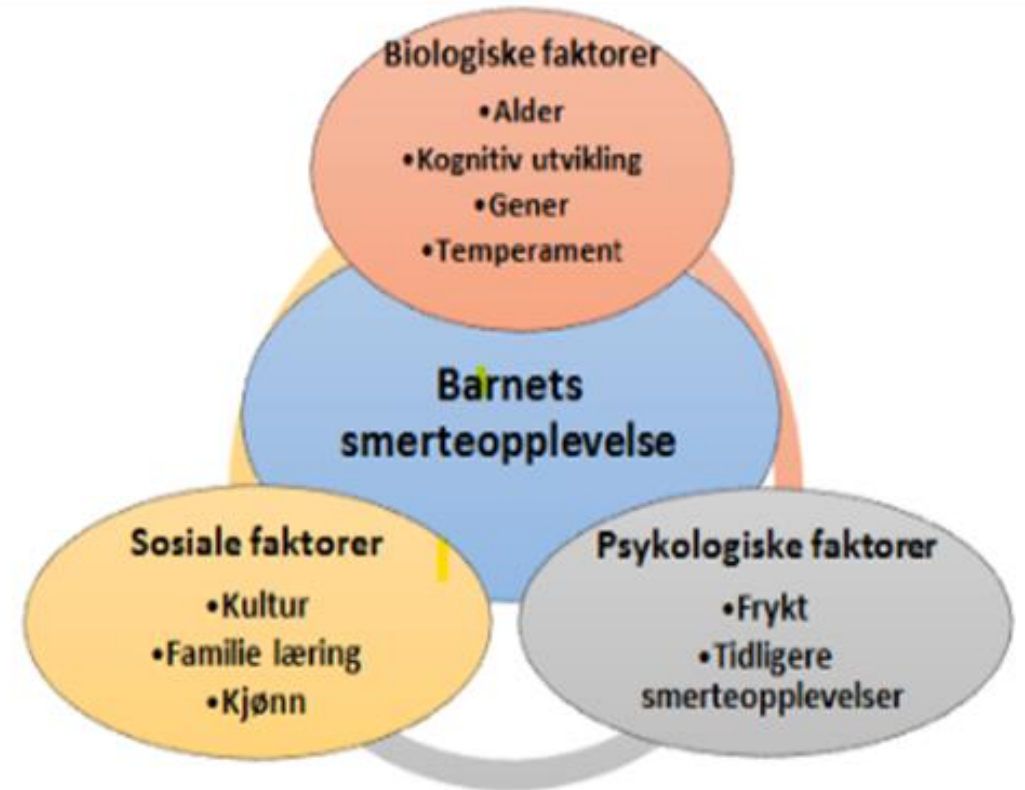 Biologiske faktorer
•Alder
•Kognitiv utvikling
•Gener
•Temperament
Barnets
smerteopplevelse
Sosiale faktorer
•Kultur
•Familie læring
•Kjønn
Psykologiske faktorer
•Frykt
•Tidligere
smerteopplevelser